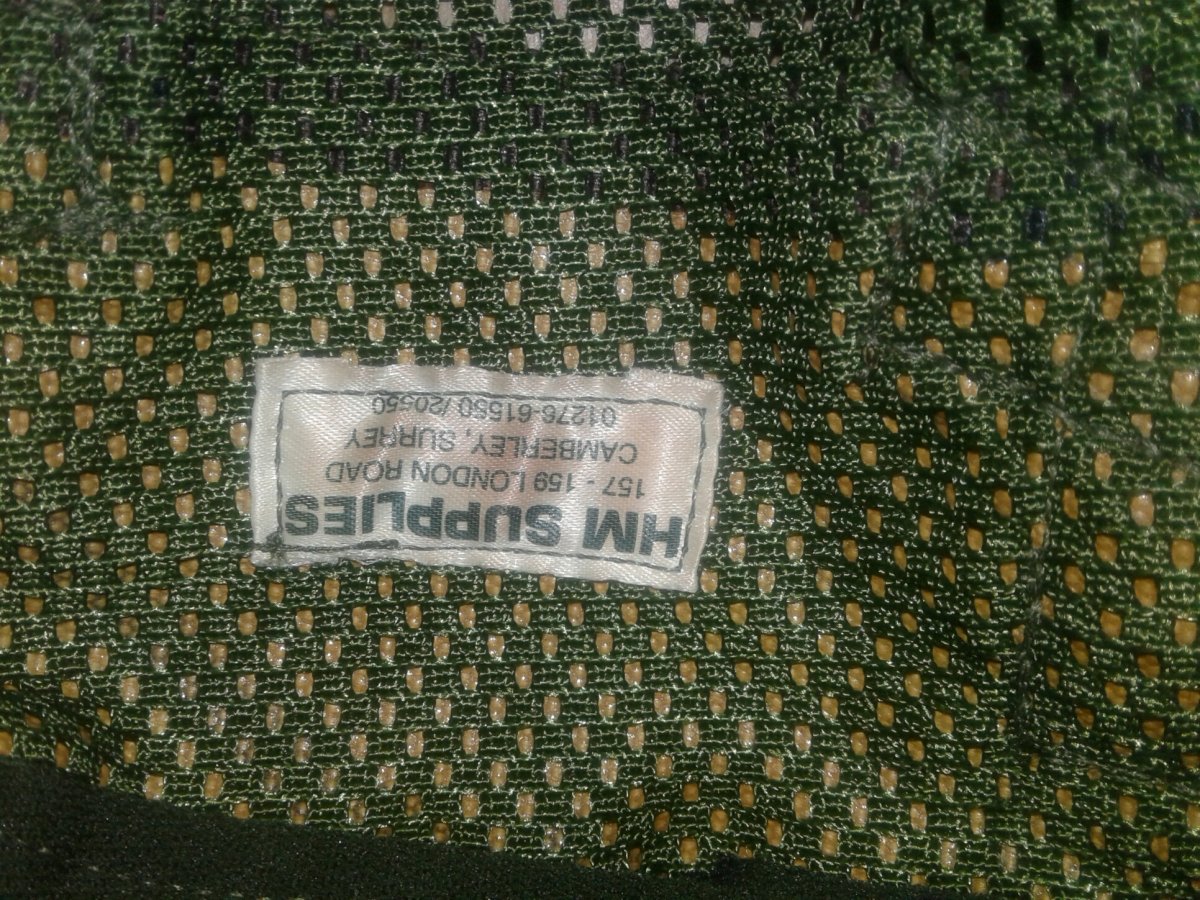 HM SUPPLIES
157 - 159 LONDON ROAD
CAMBERLEY, SURREY
01276-61550 /20550